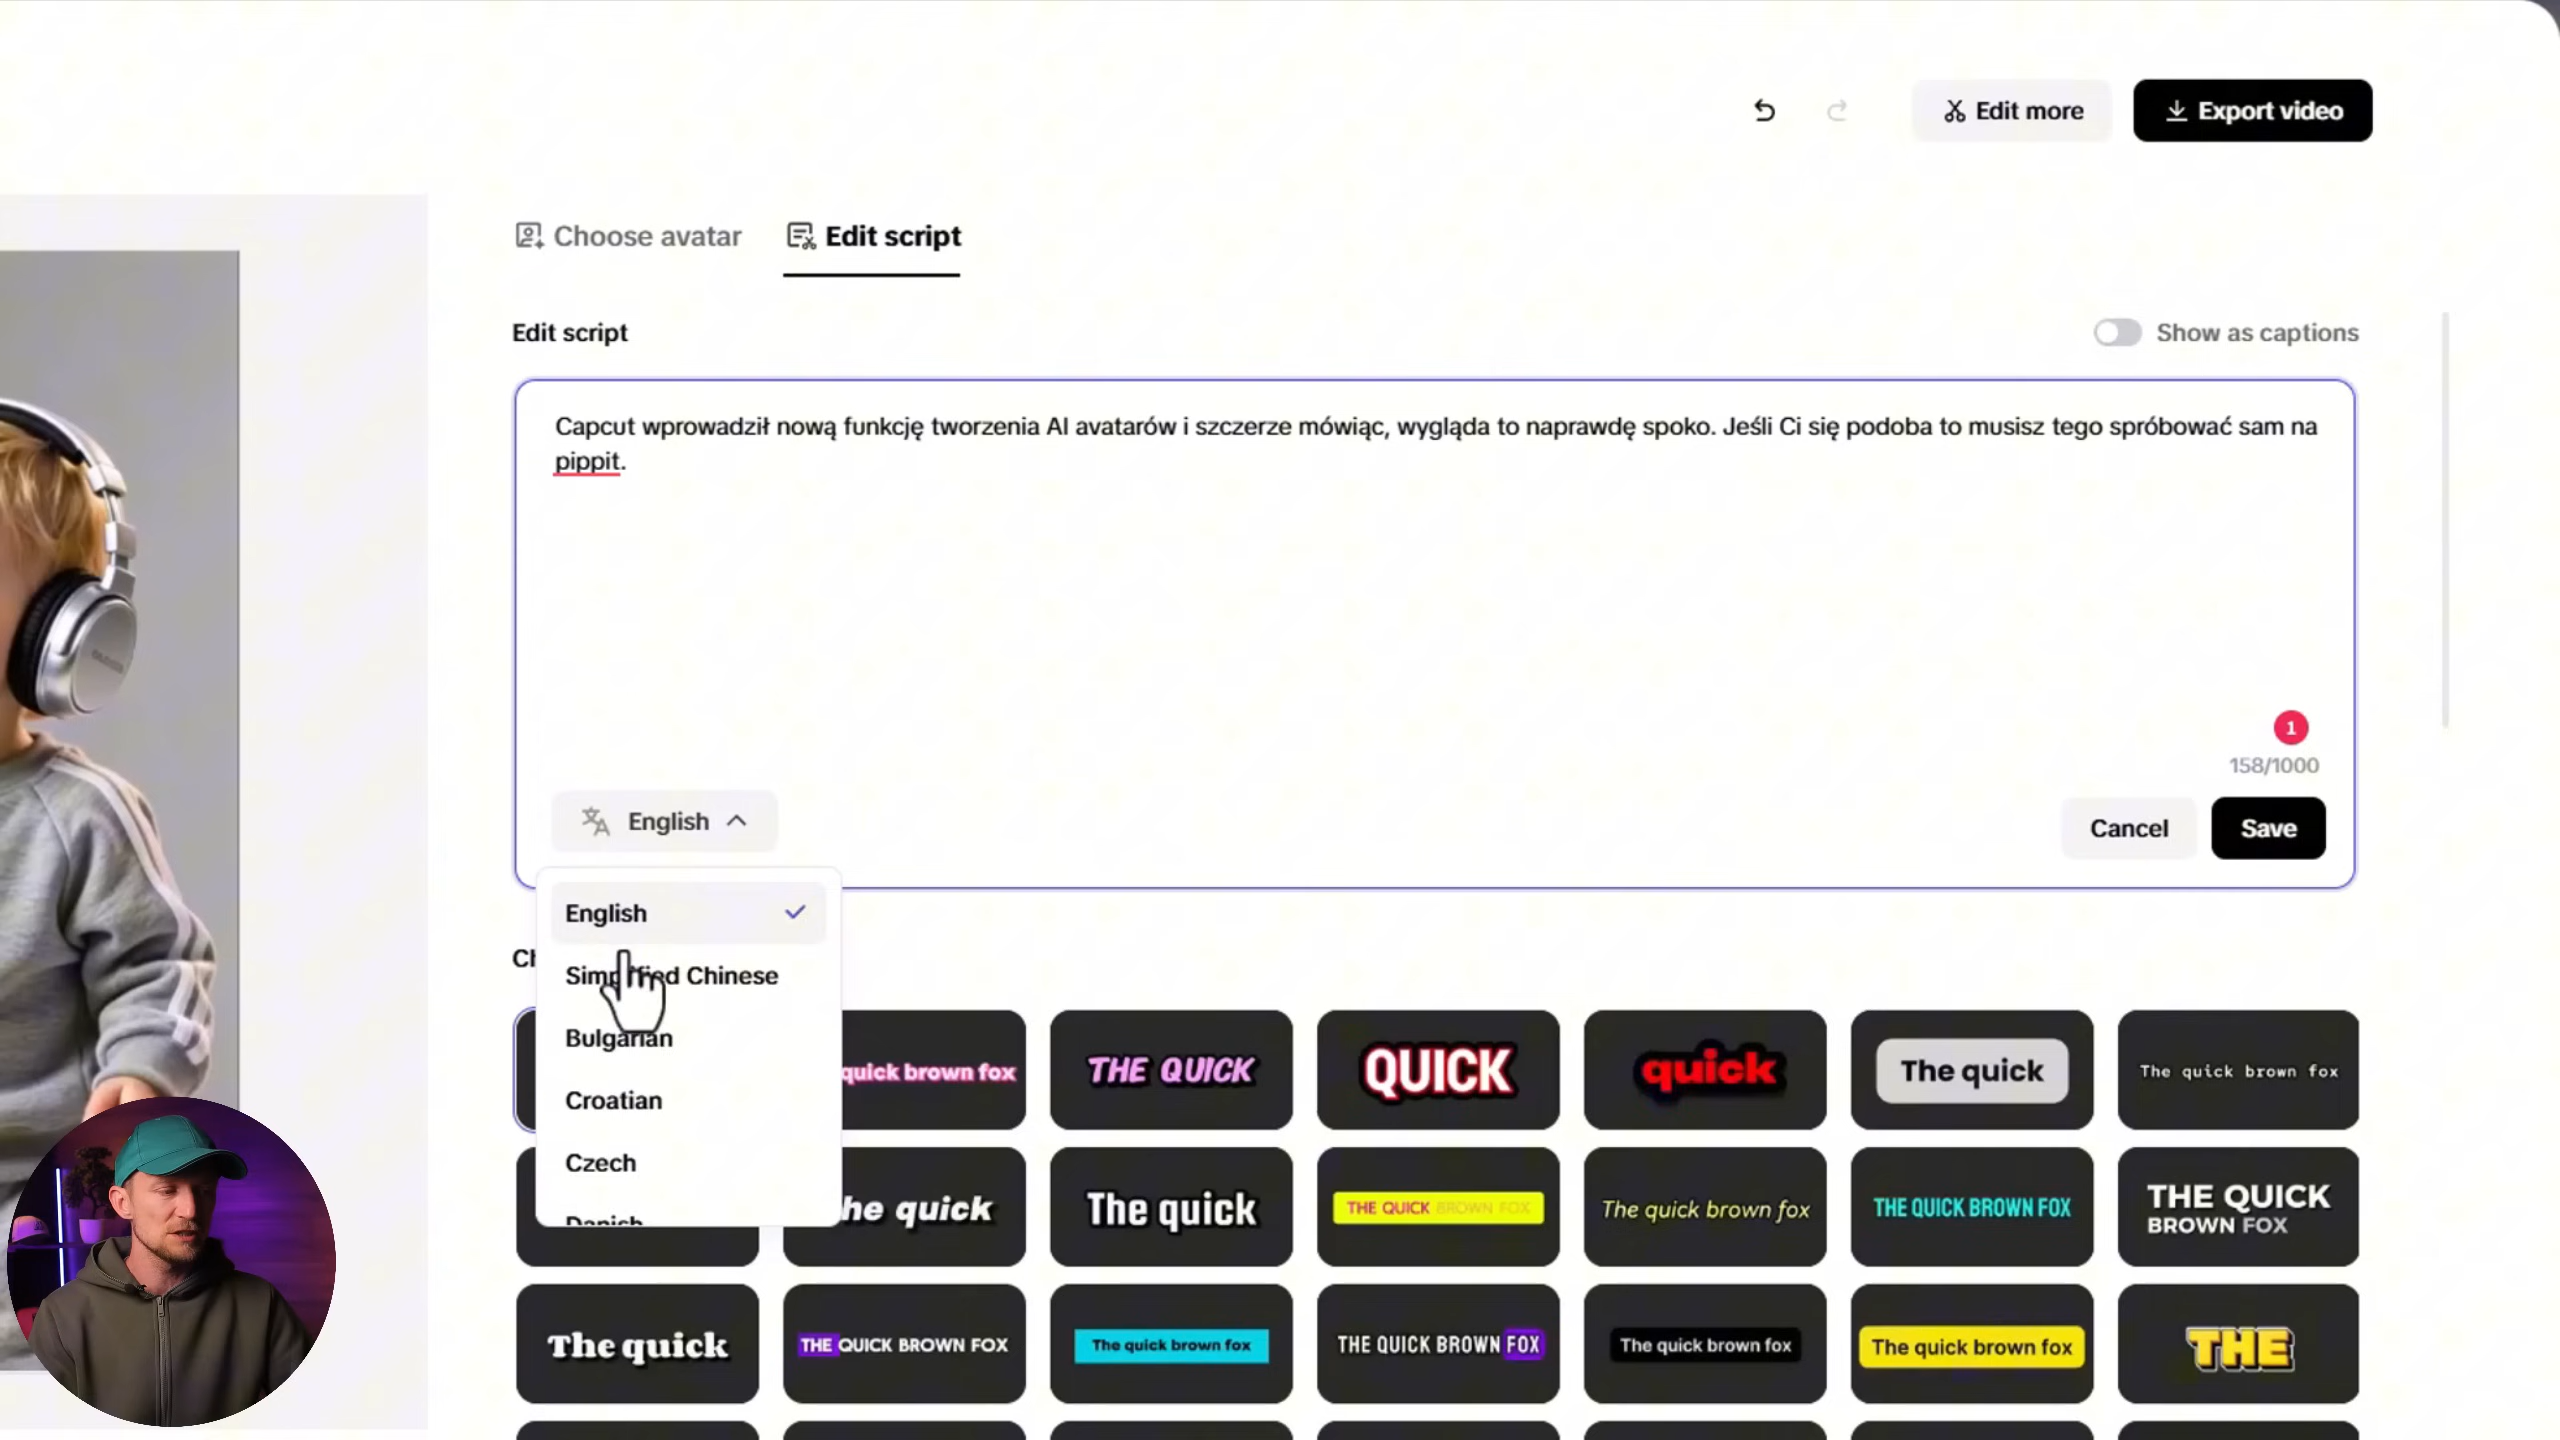 Edit more
Export video
Choose avatar
Edit script
Edit script
Show as captions
Capcut wprowadził nową funkcję tworzenia AI avatarów i szczerze mówiąc, wygląda to naprawdę spoko. Jeśli Ci się podoba to musisz tego spróbować sam na
pippit.
1
158/1000
English
Cancel
Save
English
Simplified Chinese
Bulgarian
Croatian
Czech
Danish
quick brown fox
THE QUICK
QUICK
quick
The quick
The quick brown fox
he quick
The quick
THE QUICK BROWN FOX
The quick brown fox
THE QUICK BROWN FOX
THE QUICK
BROWN FOX
The quick
THE QUICK BROWN FOX
The quick brown fox
THE QUICK BROWN FOX
The quick brown fox
The quick brown fox
THE